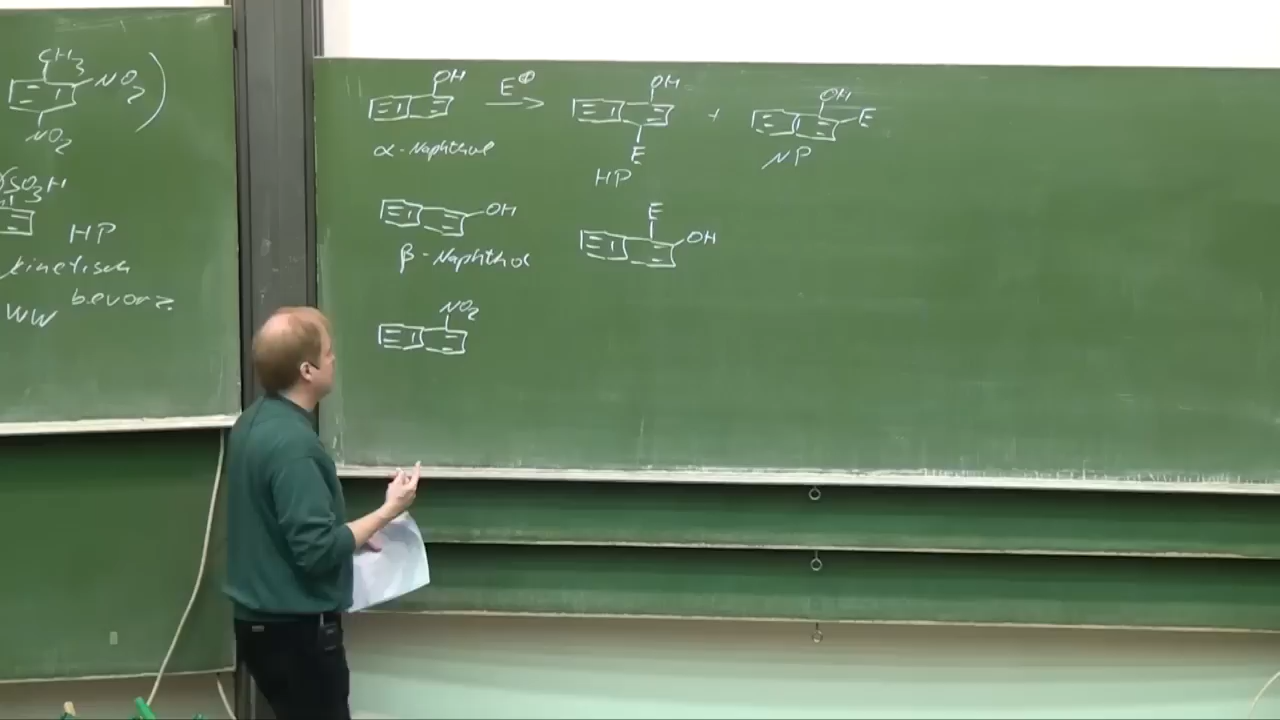 CH3
NO2
)
NO2
SO3H
HP
kinetisch
bevorz.
WW
OH
E⊕
OH
+
OH
E
α-Naphthol
E
HP
NP
OH
β-Naphthol
E
OH
NO2